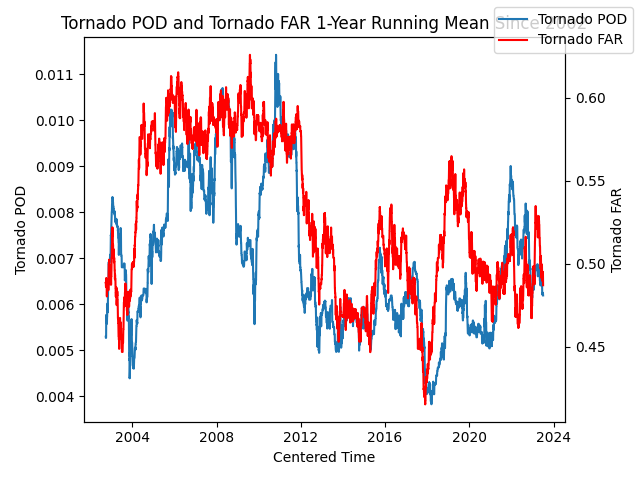 Tornado POD and Tornado FAR 1-Year Running Mean Since 2002
Tornado POD
Tornado FAR
0.011
0.010
0.009
0.008
0.007
0.006
0.005
0.004
Tornado POD
0.60
0.55
0.50
0.45
Tornado FAR
2004 2008 2012 2016 2020 2024
Centered Time